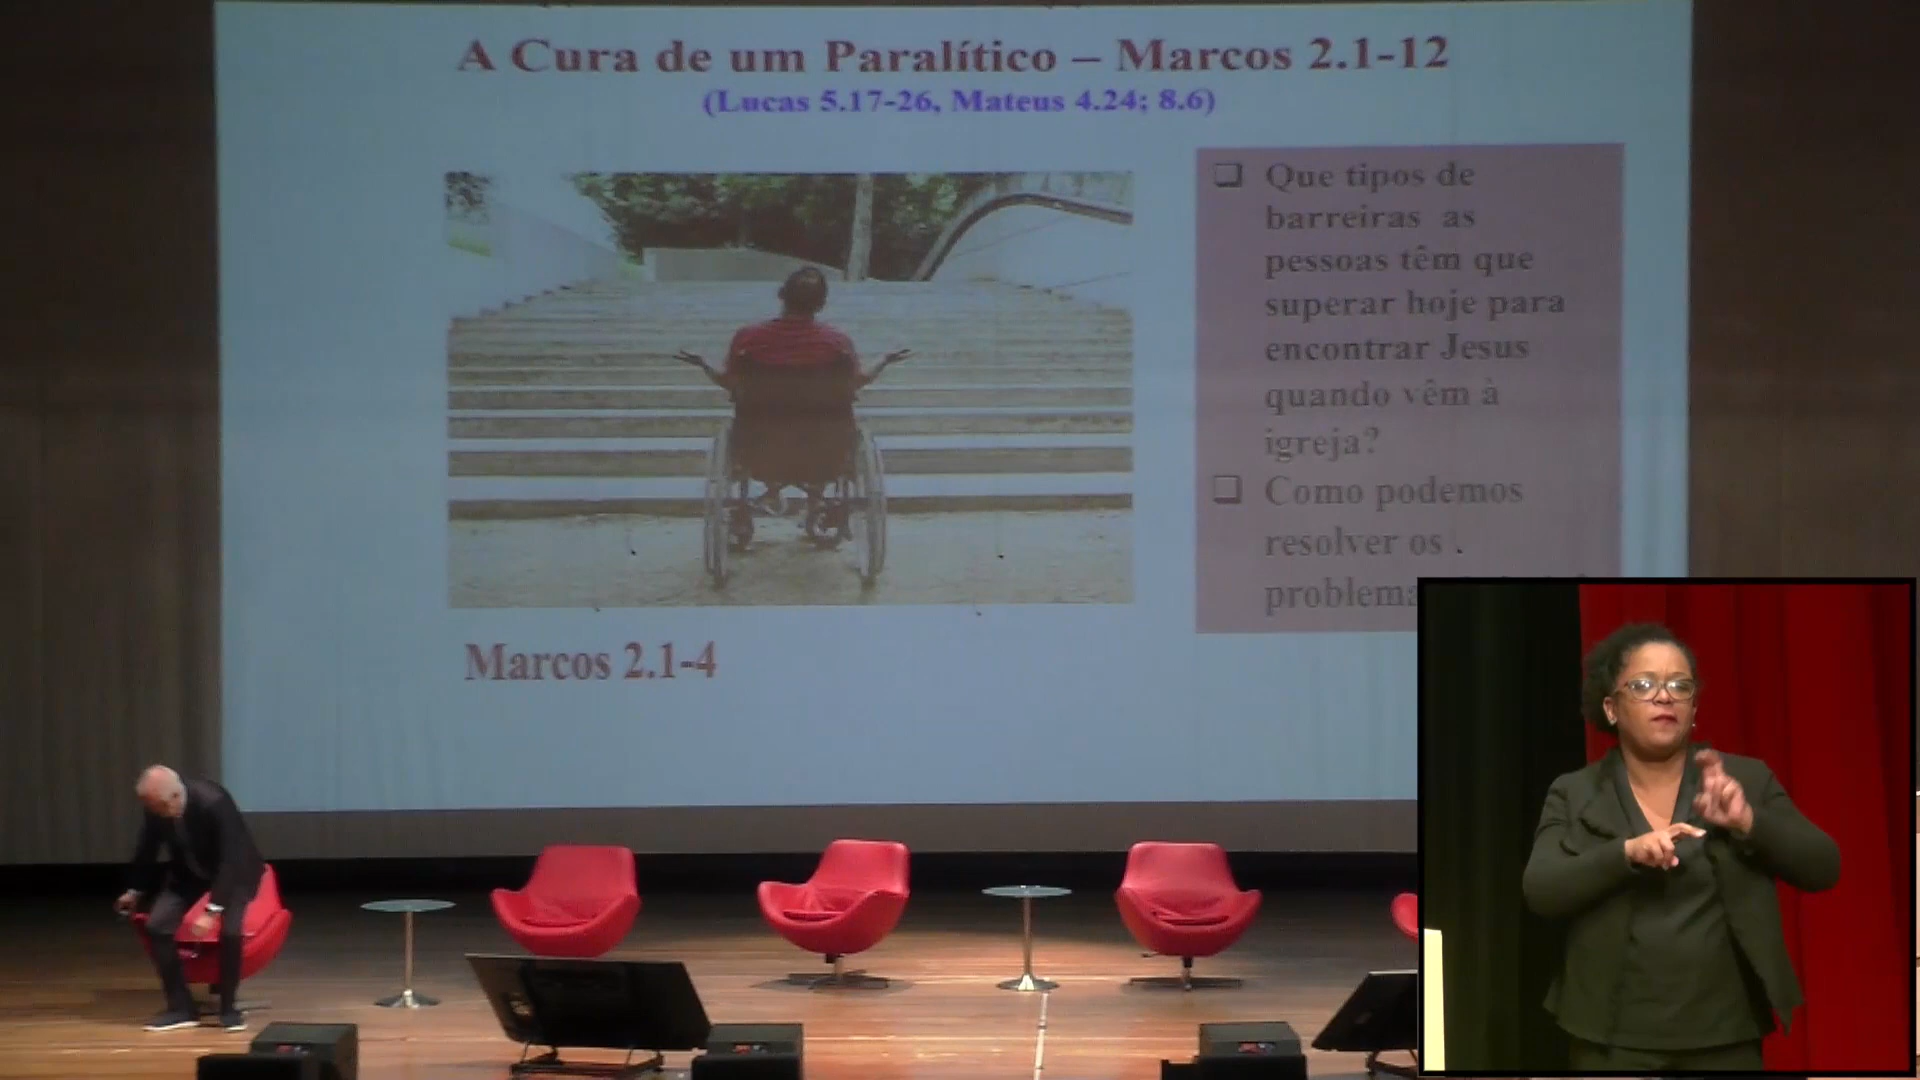 A Cura de um Paralítico – Marcos 2.1-12
(Lucas 5.17-26, Mateus 4.24; 8.6)
❑ Que tipos de
barreiras as
pessoas têm que
superar hoje para
encontrar Jesus
quando vêm à
igreja?
❑ Como podemos
resolver os
Marcos 2.1-4